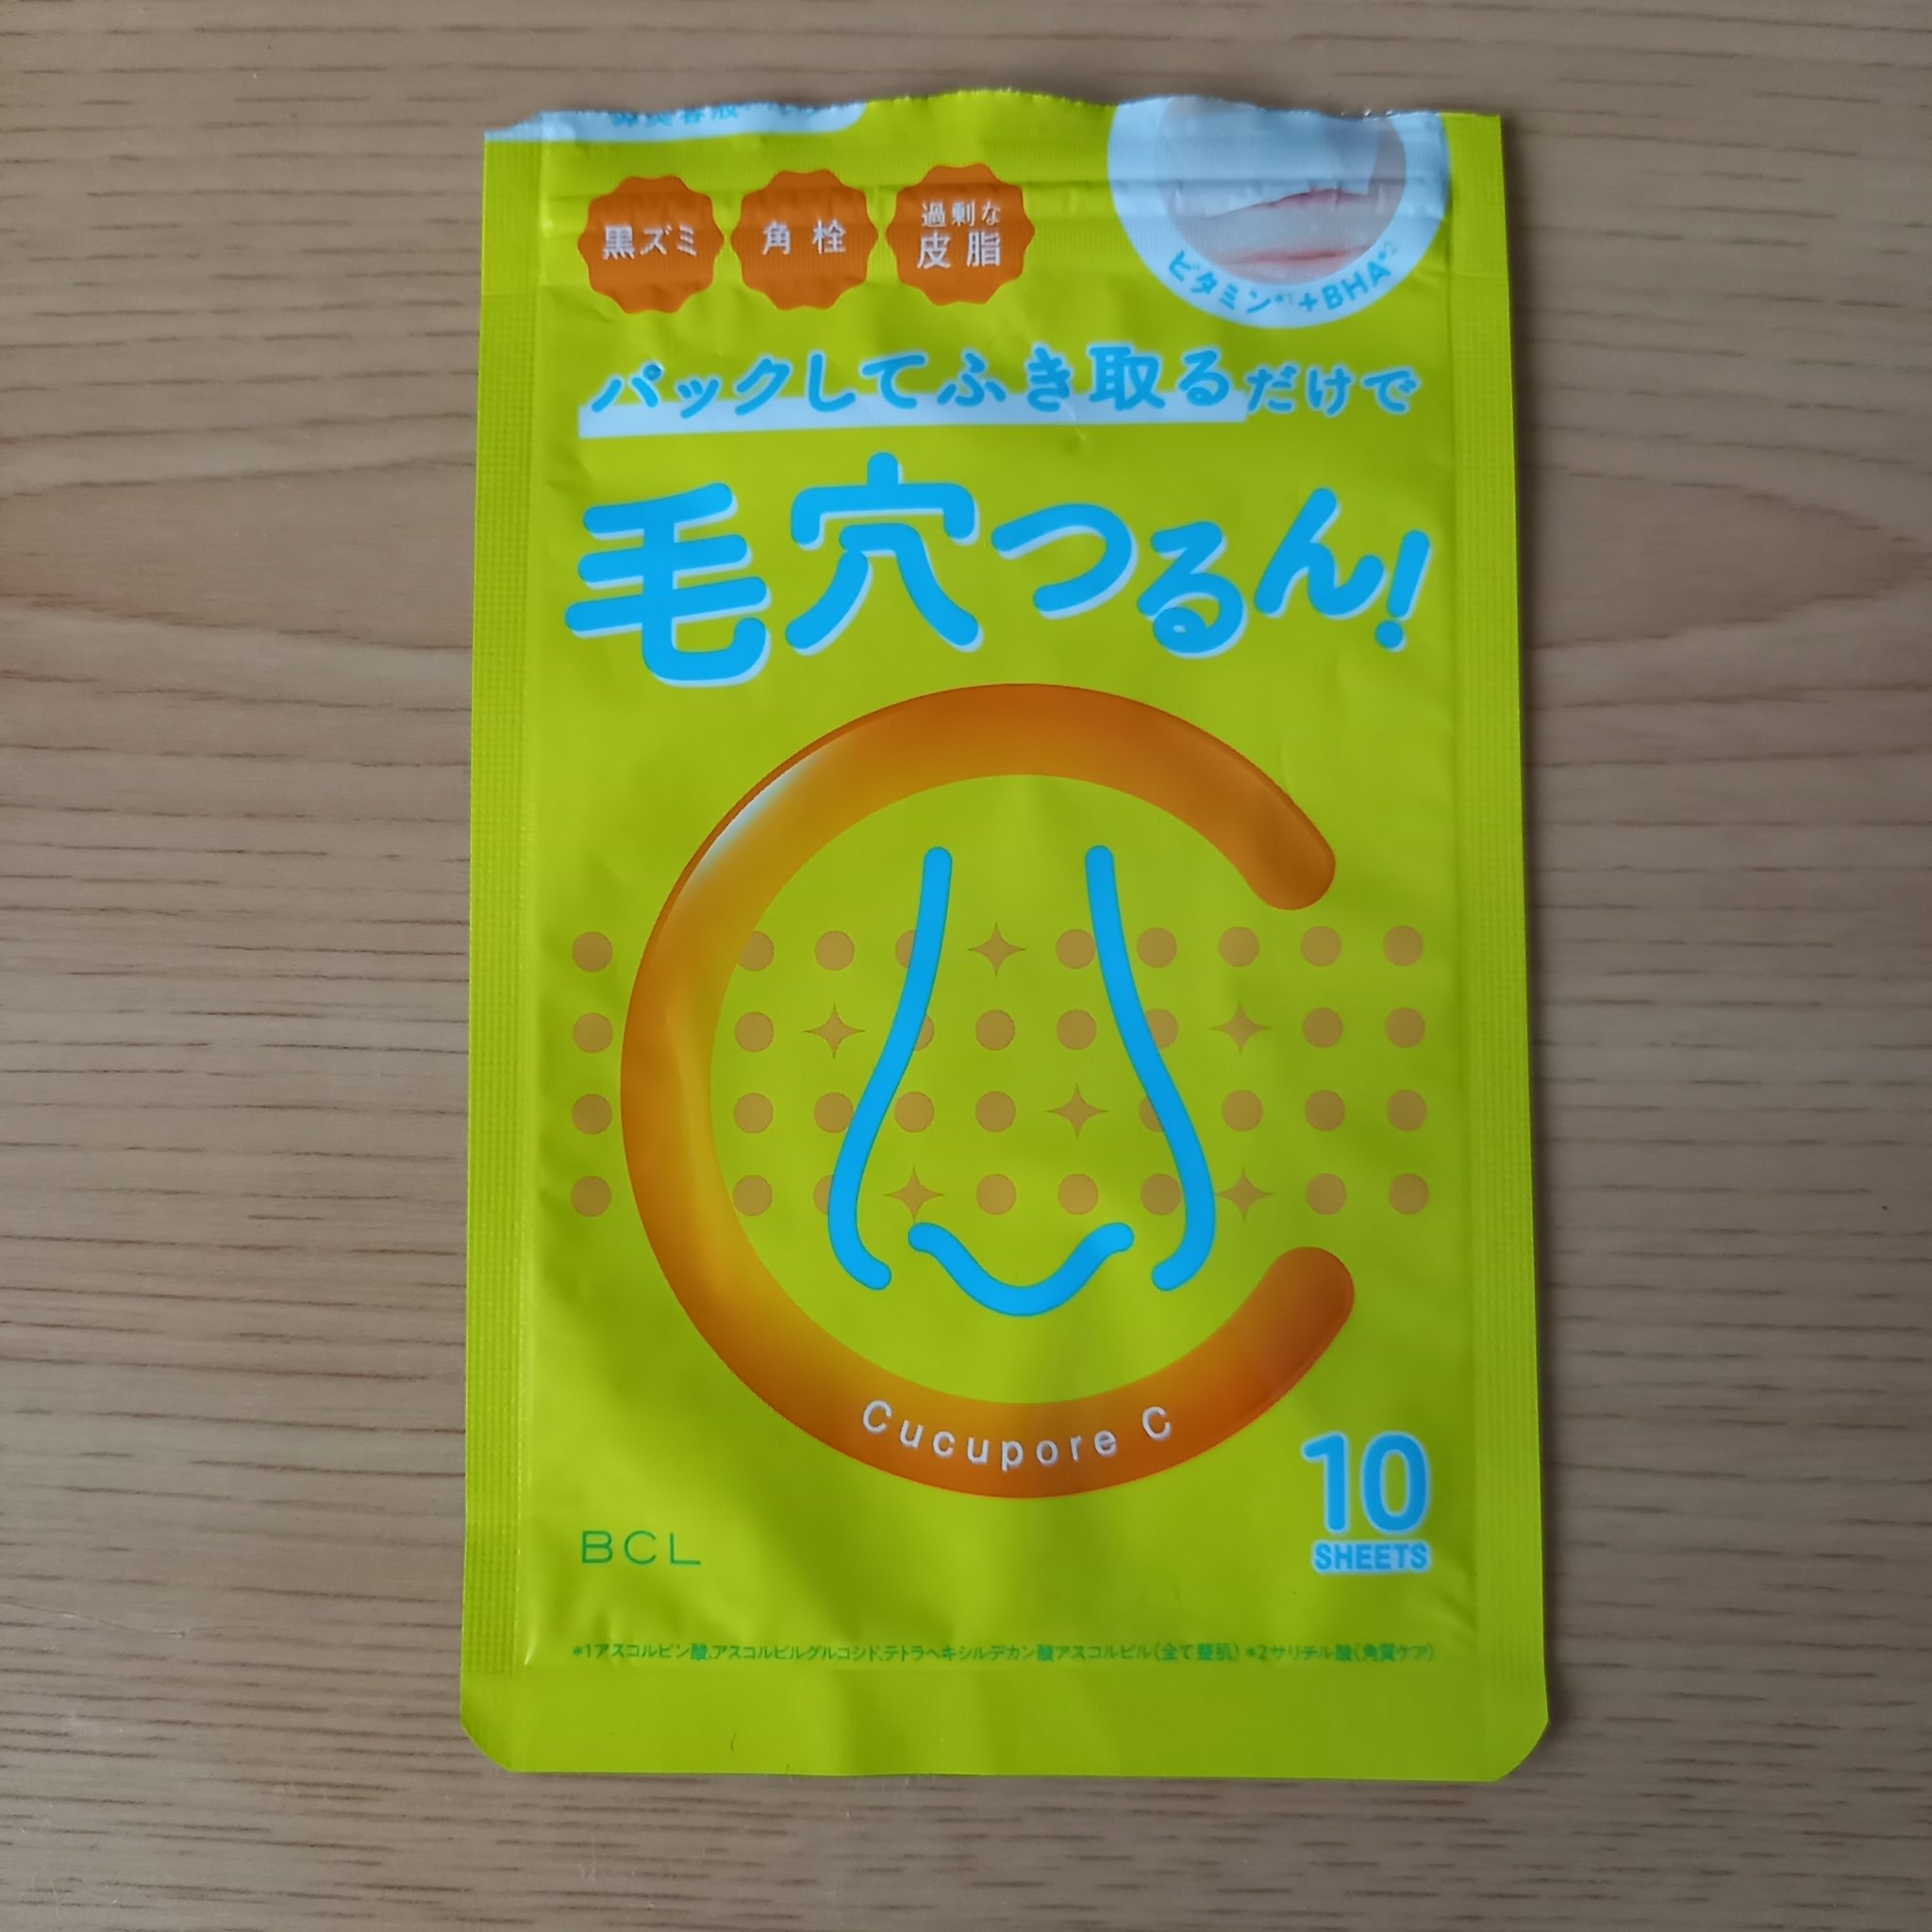 黒ズミ
角栓
過剰な
皮脂
ビタミン*1+BHA*2
パックしてふき取るだけで
毛穴つるん!
Cucupore C
10
SHEETS
BCL
*1アスコルビン酸、アスコルビルグルコシド、テトラヘキシルデカン酸アスコルビル(全て整肌) *2サリチル酸(角質ケア)